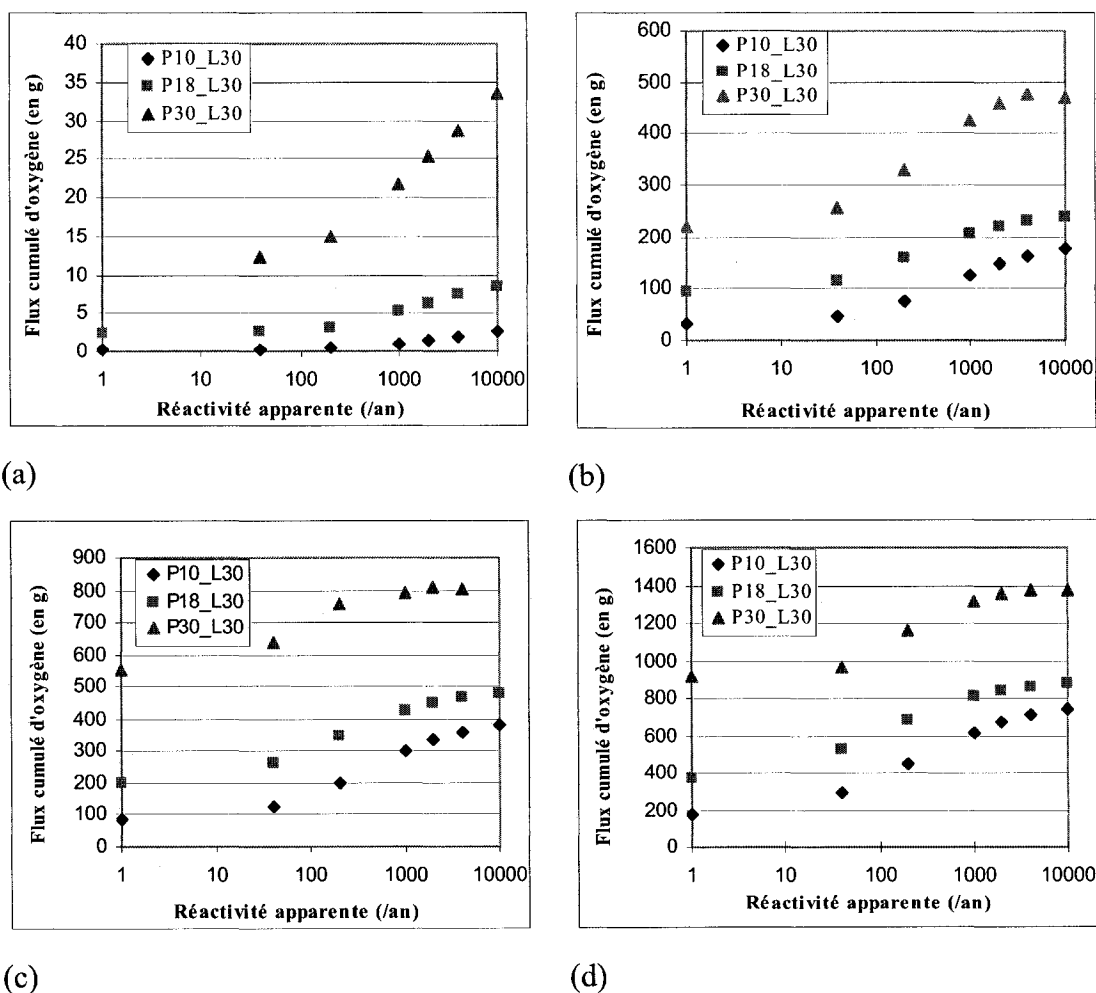 40
35
30
25
20
15
10
5
0
Flux cumulé d'oxygène (en g)
P10_L30
P18_L30
P30_L30
1
10
100
1000
10000
Réactivité apparente (/an)
(a)
600
500
400
300
200
100
0
Flux cumulé d'oxygène (en g)
P10_L30
P18_L30
P30_L30
1
10
100
1000
10000
Réactivité apparente (/an)
(b)
900
800
700
600
500
400
300
200
100
0
Flux cumulé d'oxygène (en g)
P10_L30
P18_L30
P30_L30
1
10
100
1000
10000
Réactivité apparente (/an)
(c)
1600
1400
1200
1000
800
600
400
200
0
Flux cumulé d'oxygène (en g)
P10_L30
P18_L30
P30_L30
1
10
100
1000
10000
Réactivité apparente (/an)
(d)